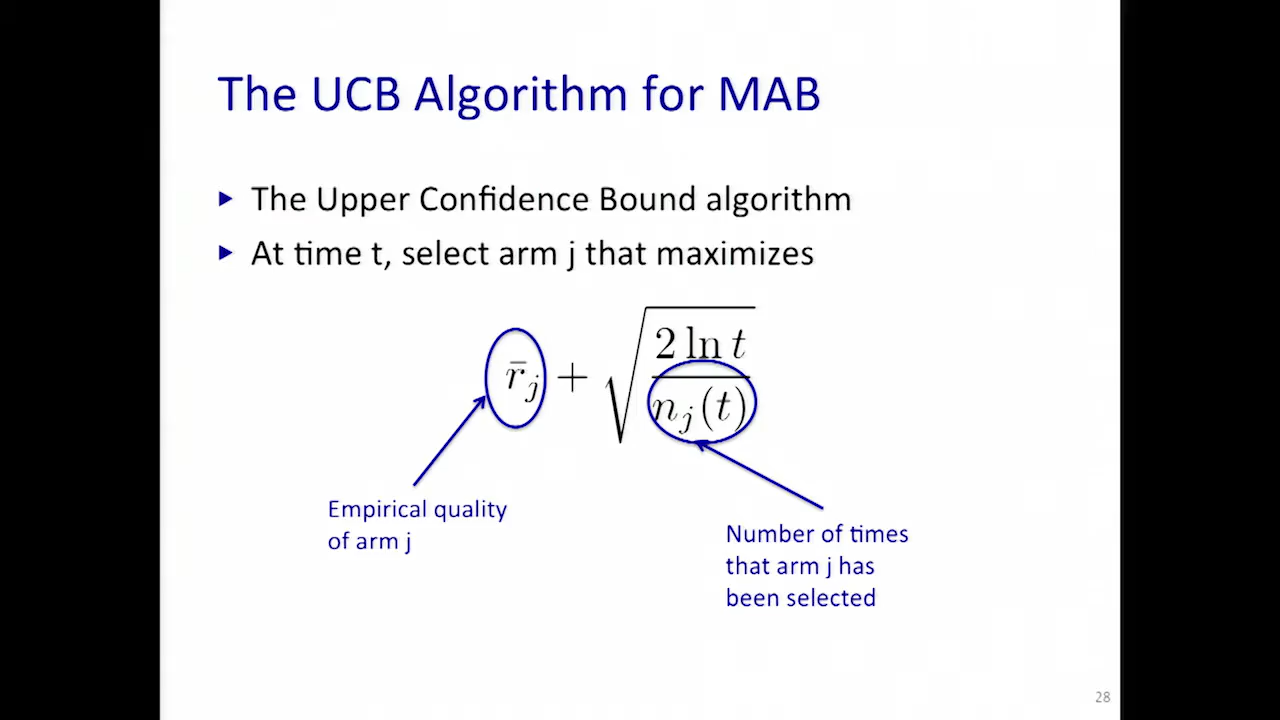 The UCB Algorithm for MAB
The Upper Confidence Bound algorithm
At time t, select arm j that maximizes
r̄_j + √(2 ln t / n_j(t))
Empirical quality
of arm j
Number of times
that arm j has
been selected
28